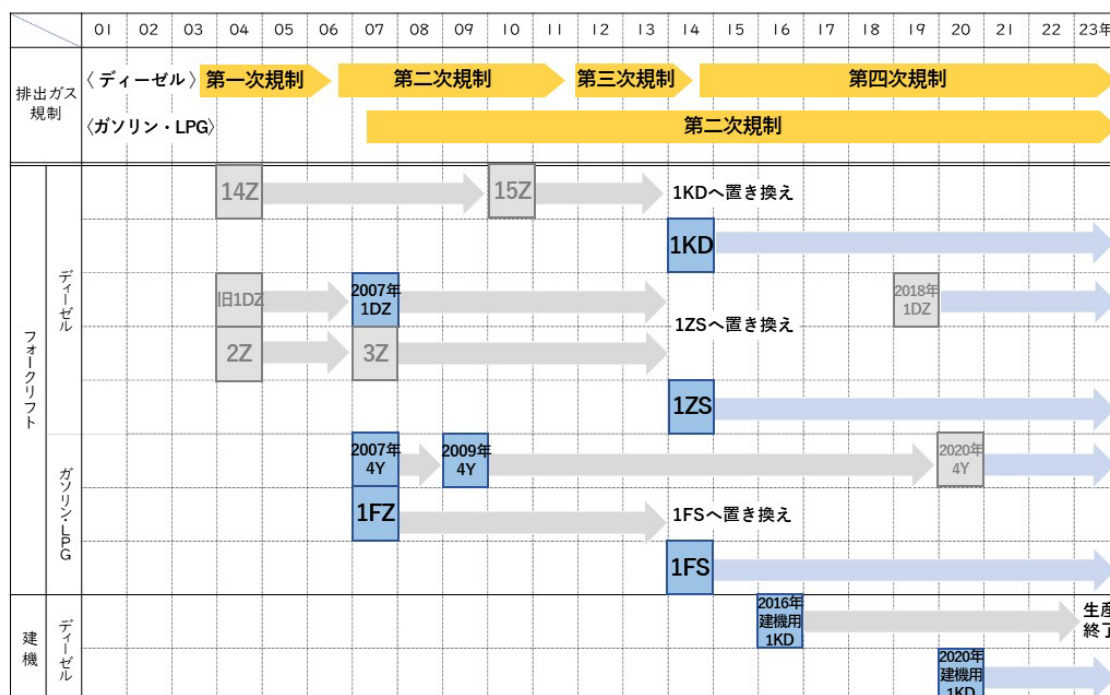 01 02 03 04 05 06 07 08 09 10 11 12 13 14 15 16 17 18 19 20 21 22 23年
排出ガス
規制
〈 ディーゼル 〉 第一次規制 第二次規制 第三次規制 第四次規制
〈ガソリン・LPG〉 第二次規制
フォークリフト
ディーゼル
14Z 15Z 1KDへ置き換え
1KD
旧1DZ 2007年
1DZ 2018年
1DZ
1ZSへ置き換え
2Z 3Z
1ZS
ガソリン・LPG
2007年
4Y 2009年
4Y 2020年
4Y
1FZ 1FSへ置き換え
1FS
建機
ディーゼル
2016年
建機用
1KD 生産
終了
2020年
建機用
1KD